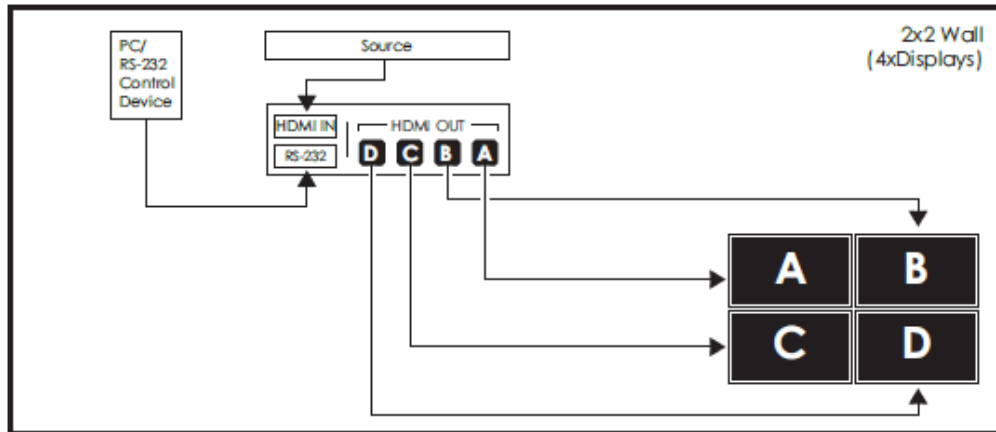 PC/
RS-232
Control
Device
Source
2x2 Wall
(4xDisplays)
HDMI IN
HDMI OUT
RS-232
D C B A
A B
C D